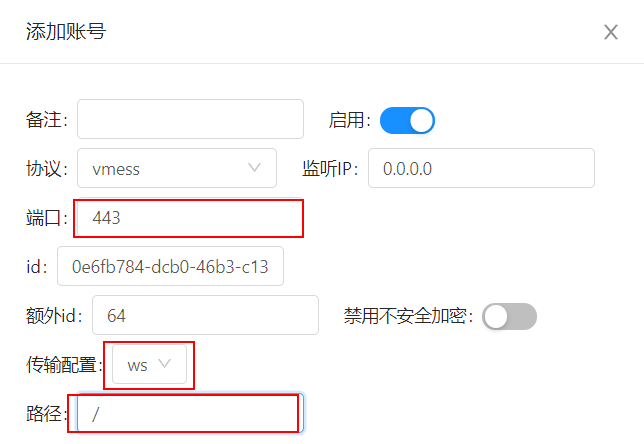 添加账号
备注: 启用:
协议: vmess 监听IP: 0.0.0.0
端口: 443
id: 0e6fb784-dcb0-46b3-c13
额外id: 64 禁用不安全加密:
传输配置: ws
路径: /